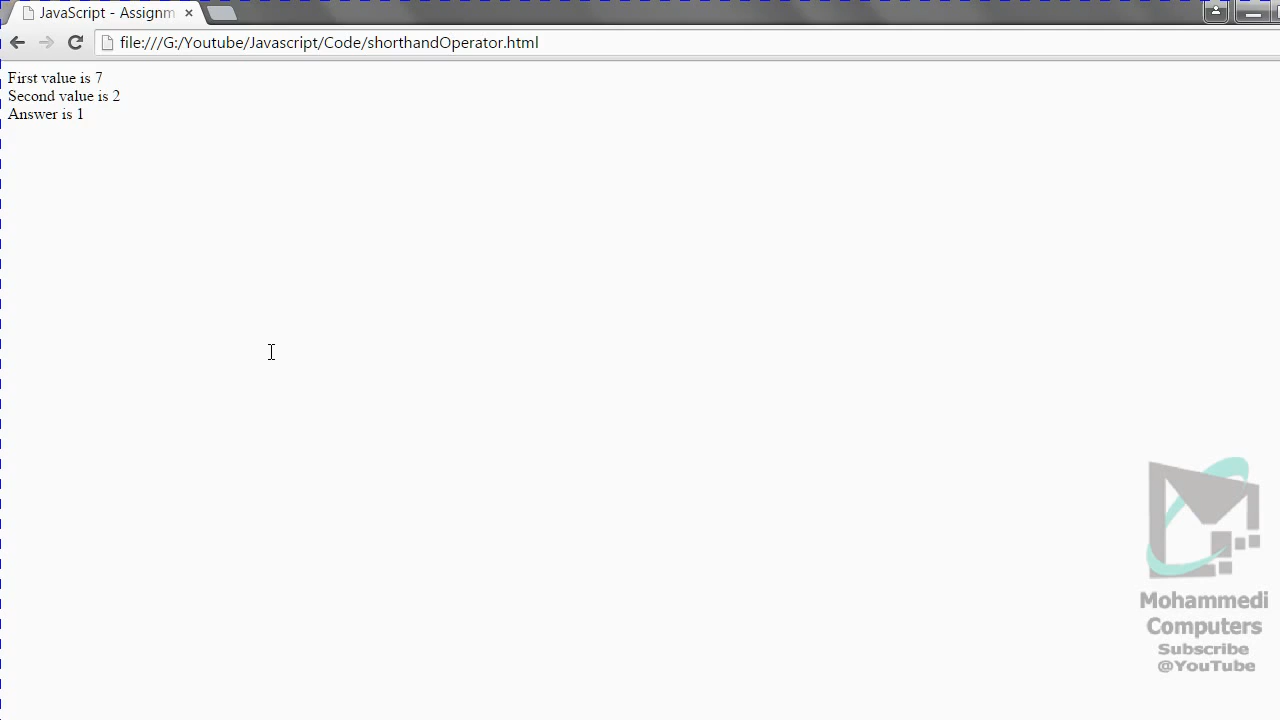 JavaScript - Assignm
file:///G:/Youtube/Javascript/Code/shorthandOperator.html
First value is 7
Second value is 2
Answer is 1
Mohammedi
Computers
Subscribe
@YouTube